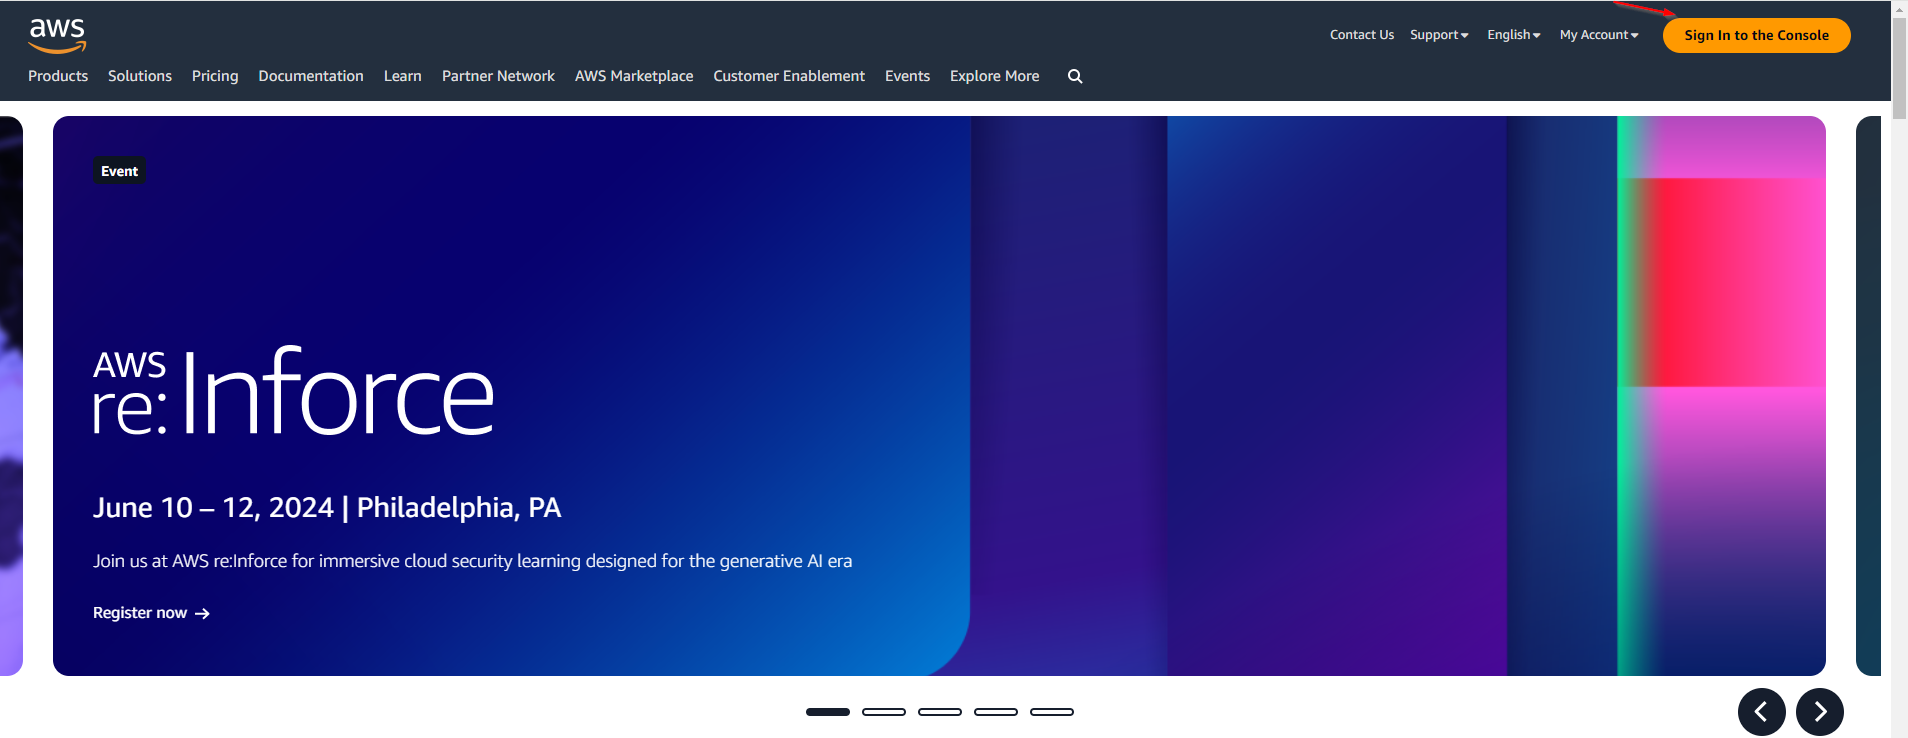 aws
Contact Us Support English My Account Sign In to the Console
Products Solutions Pricing Documentation Learn Partner Network AWS Marketplace Customer Enablement Events Explore More
Event
AWS
re:Inforce
June 10 – 12, 2024 | Philadelphia, PA
Join us at AWS re:Inforce for immersive cloud security learning designed for the generative AI era
Register now →